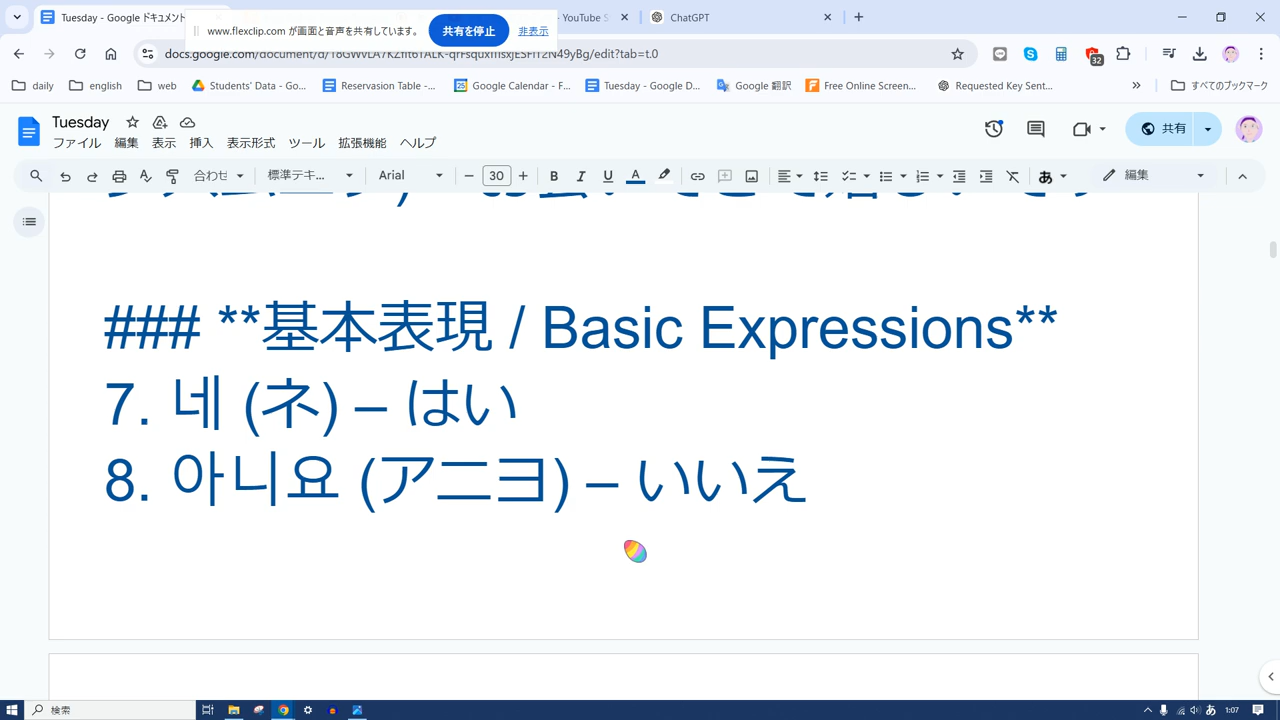 Tuesday - Google ドキュメント
www.flexclip.com が画面と音声を共有しています。
共有を停止
非表示
- YouTube S
ChatGPT
32
daily
english
web
Students' Data - Go...
Reservasion Table -...
Google Calendar - F...
Tuesday - Google D...
Google 翻訳
Free Online Screen...
Requested Key Sent...
すべてのブックマーク
Tuesday
ファイル 編集 表示 挿入 表示形式 ツール 拡張機能 ヘルプ
共有
合わせ
標準テキ...
Arial
30
編集
### **基本表現 / Basic Expressions**
7. 네 (ネ) – はい
8. 아니요 (アニヨ) – いいえ
検索
あ
1:07